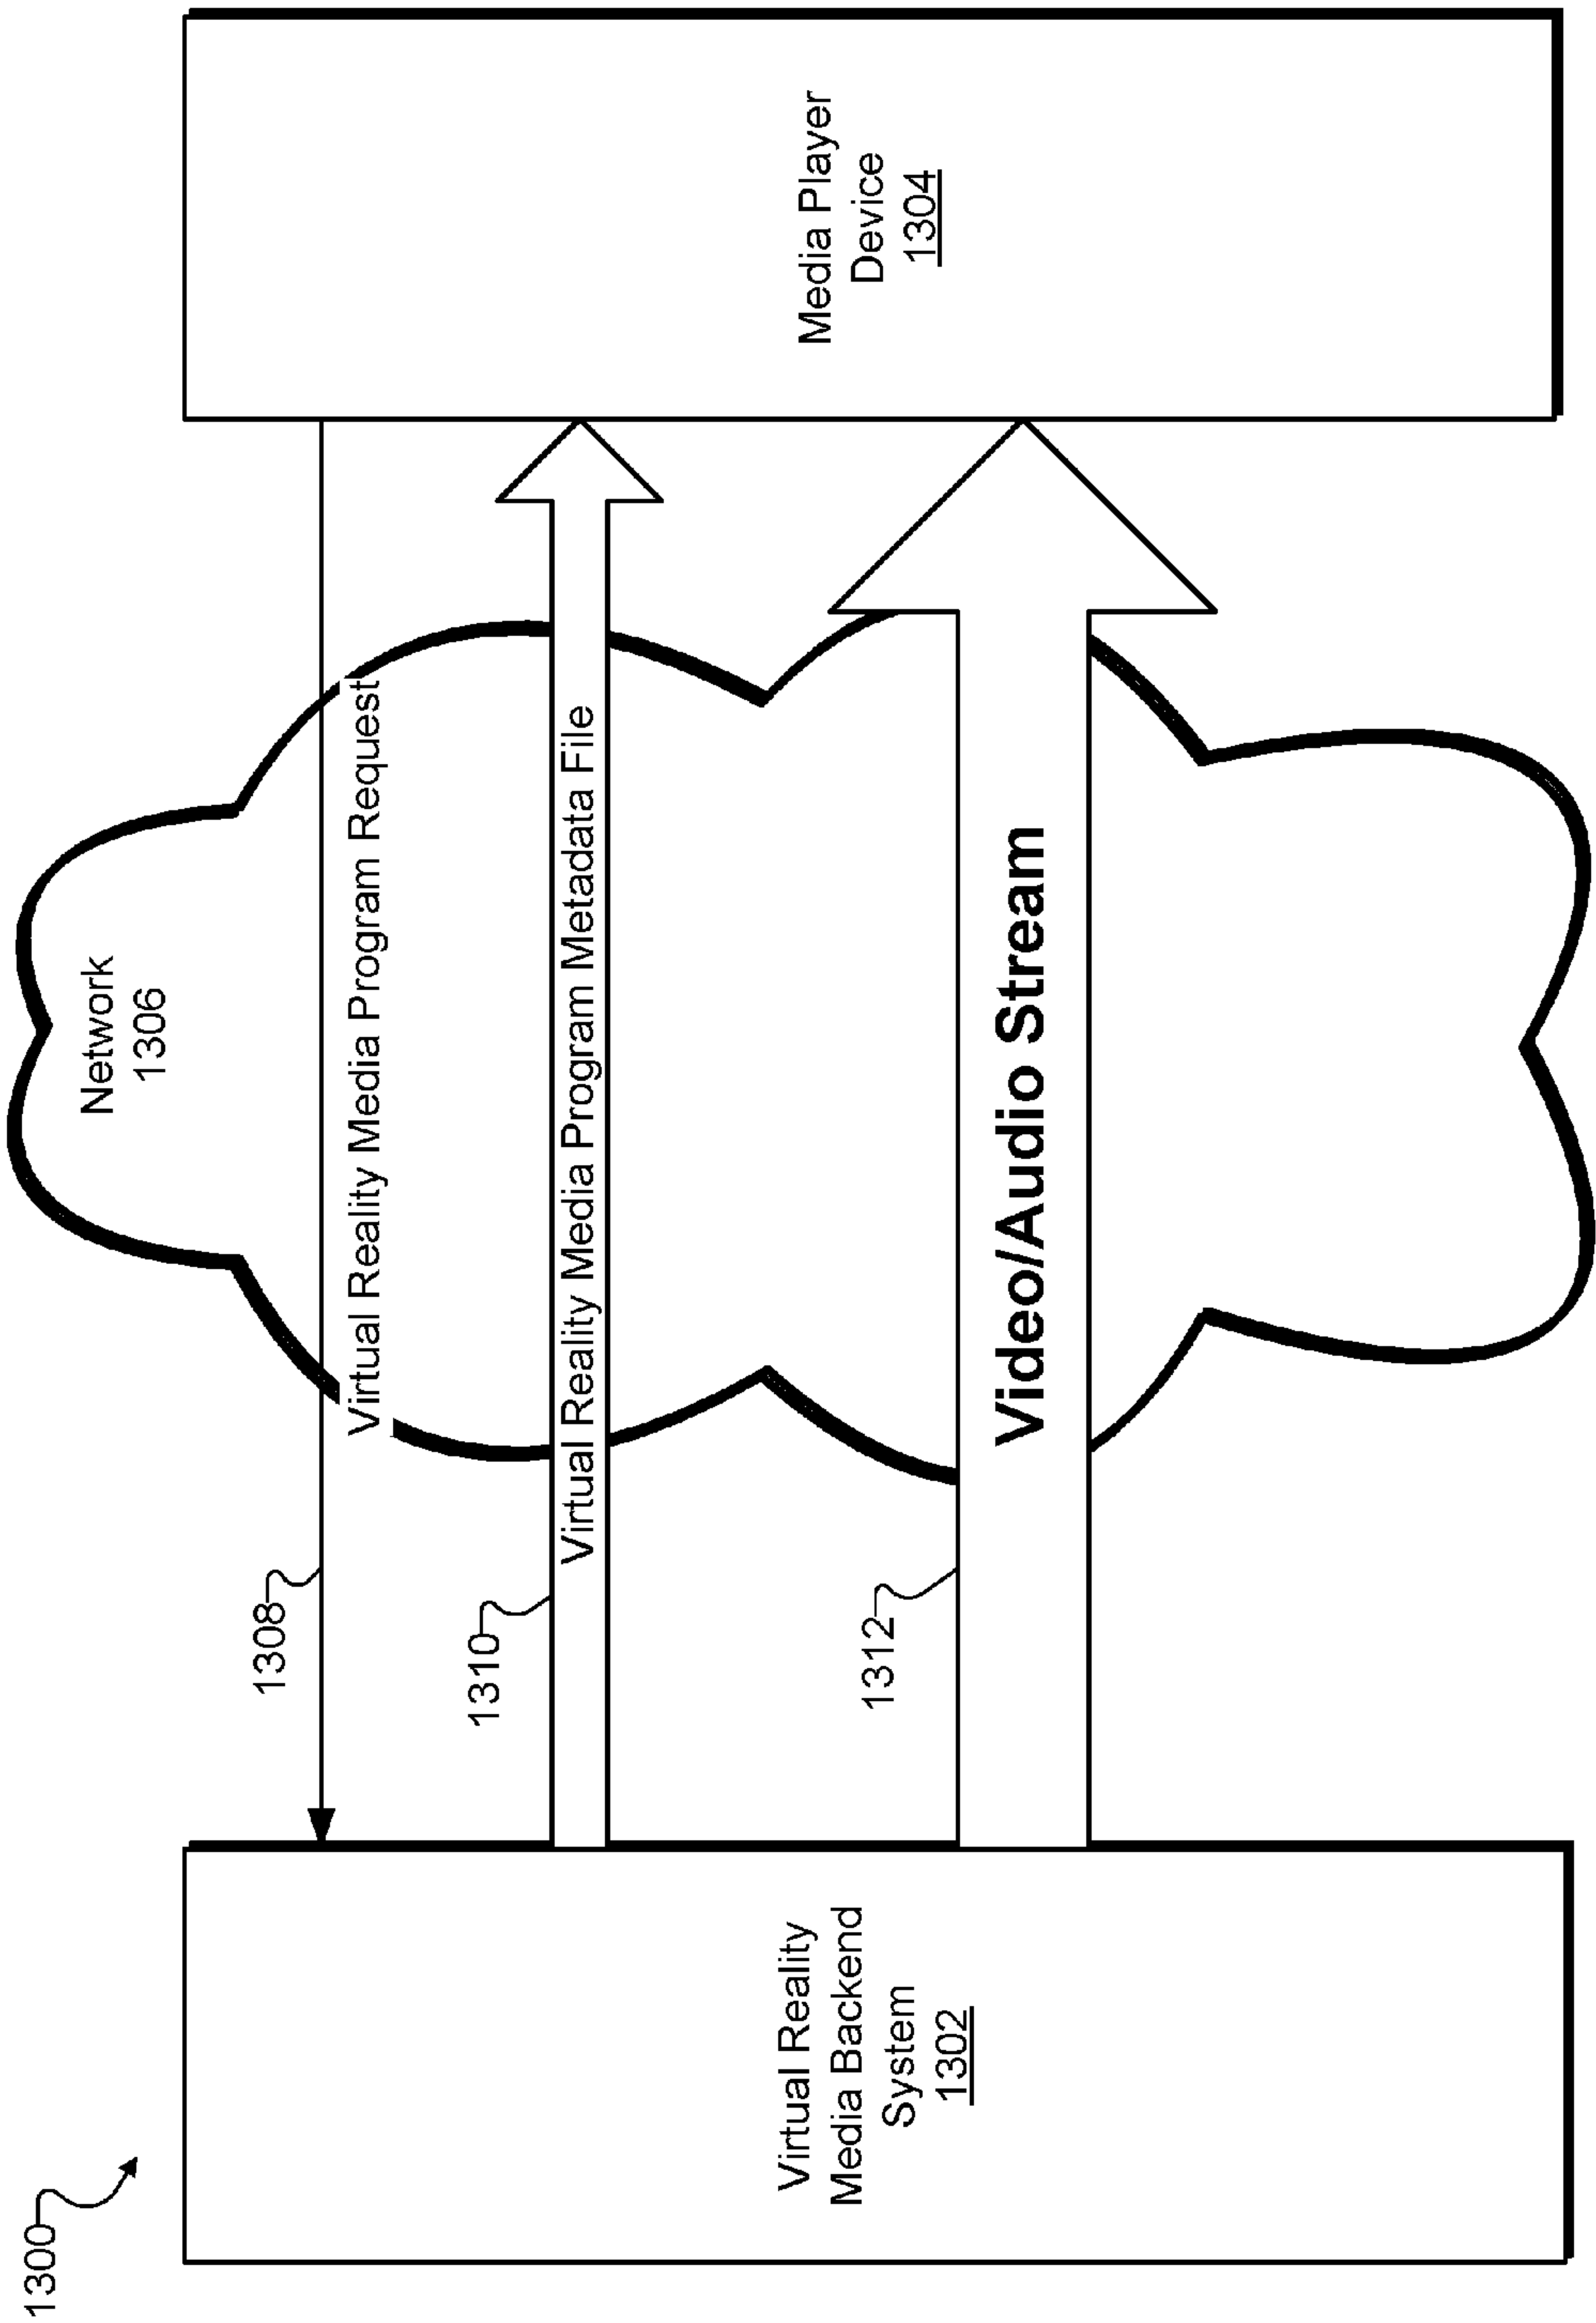 1300
Network
1306
Virtual Reality
Media Backend
System
1302
1308
Virtual Reality Media Program Request
1310
Virtual Reality Media Program Metadata File
1312
Video/Audio Stream
Media Player
Device
1304